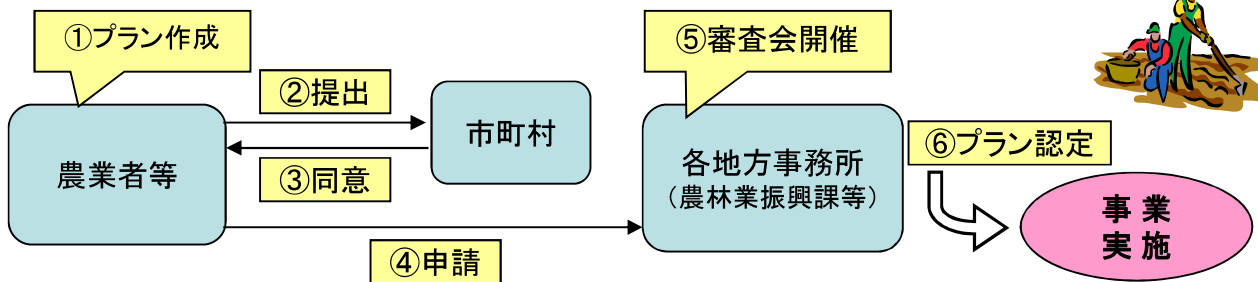 ①プラン作成
②提出
③同意
④申請
⑤審査会開催
⑥プラン認定
農業者等
市町村
各地方事務所
（農林業振興課等）
事 業
実 施